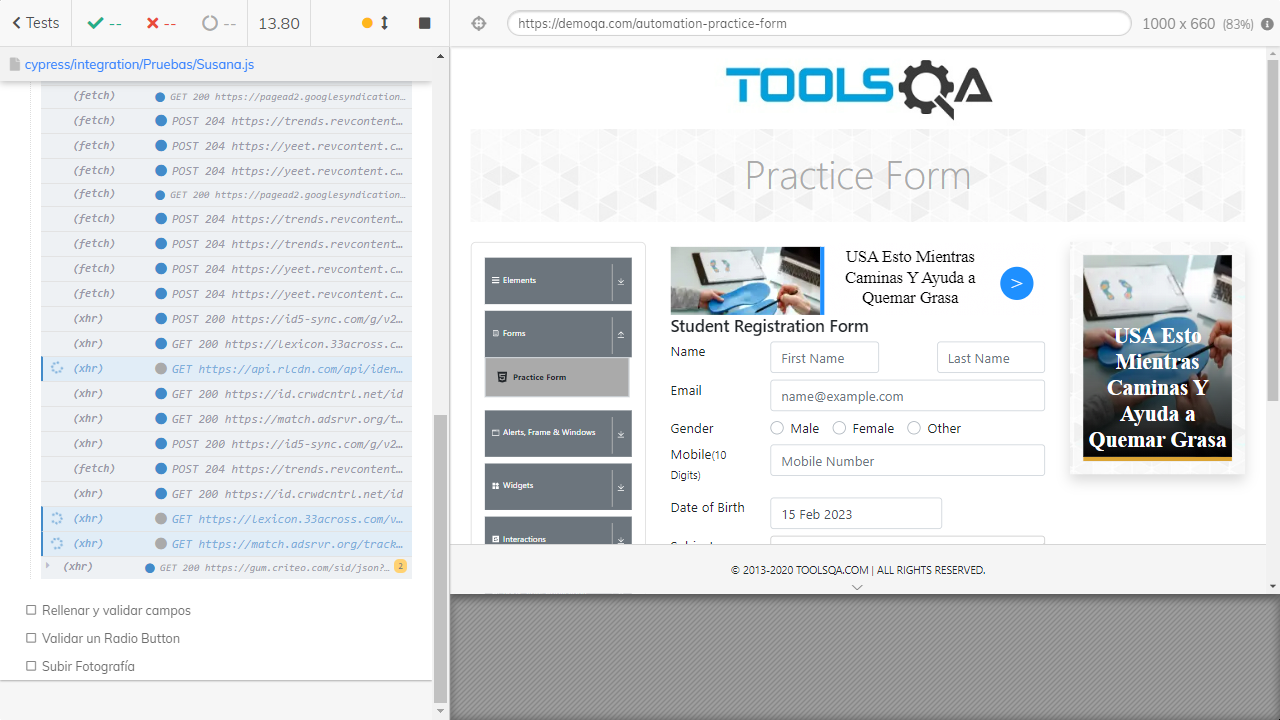 Tests
--
--
--
13.80
https://demoqa.com/automation-practice-form
1000 x 660 (83%)
cypress/integration/Pruebas/Susana.js
(fetch) GET 200 https://pagead2.googlesyndication…
(fetch) POST 204 https://trends.revcontent…
(fetch) POST 204 https://yeet.revcontent.c…
(fetch) POST 204 https://yeet.revcontent.c…
(fetch) GET 200 https://pagead2.googlesyndication…
(fetch) POST 204 https://trends.revcontent…
(fetch) POST 204 https://trends.revcontent…
(fetch) POST 204 https://yeet.revcontent.c…
(fetch) POST 204 https://yeet.revcontent.c…
(xhr) POST 200 https://id5-sync.com/g/v2…
(xhr) GET 200 https://lexicon.33across.c…
(xhr) GET https://api.rlcdn.com/api/iden…
(xhr) GET 200 https://id.crwdcntrl.net/id
(xhr) GET 200 https://match.adsrvr.org/t…
(xhr) POST 200 https://id5-sync.com/g/v2…
(fetch) POST 204 https://trends.revcontent…
(xhr) GET 200 https://id.crwdcntrl.net/id
(xhr) GET https://lexicon.33across.com/v…
(xhr) GET https://match.adsrvr.org/track…
(xhr) GET 200 https://gum.criteo.com/sid/json?… 2
Rellenar y validar campos
Validar un Radio Button
Subir Fotografía
TOOLSQA
Practice Form
Elements
Forms
Practice Form
Alerts, Frame & Windows
Widgets
Interactions
USA Esto Mientras
Caminas Y Ayuda a
Quemar Grasa
>
Student Registration Form
Name First Name Last Name
Email name@example.com
Gender Male Female Other
Mobile(10
Digits)
Mobile Number
Date of Birth 15 Feb 2023
USA Esto
Mientras
Caminas Y
Ayuda a
Quemar Grasa
© 2013-2020 TOOLSQA.COM | ALL RIGHTS RESERVED.